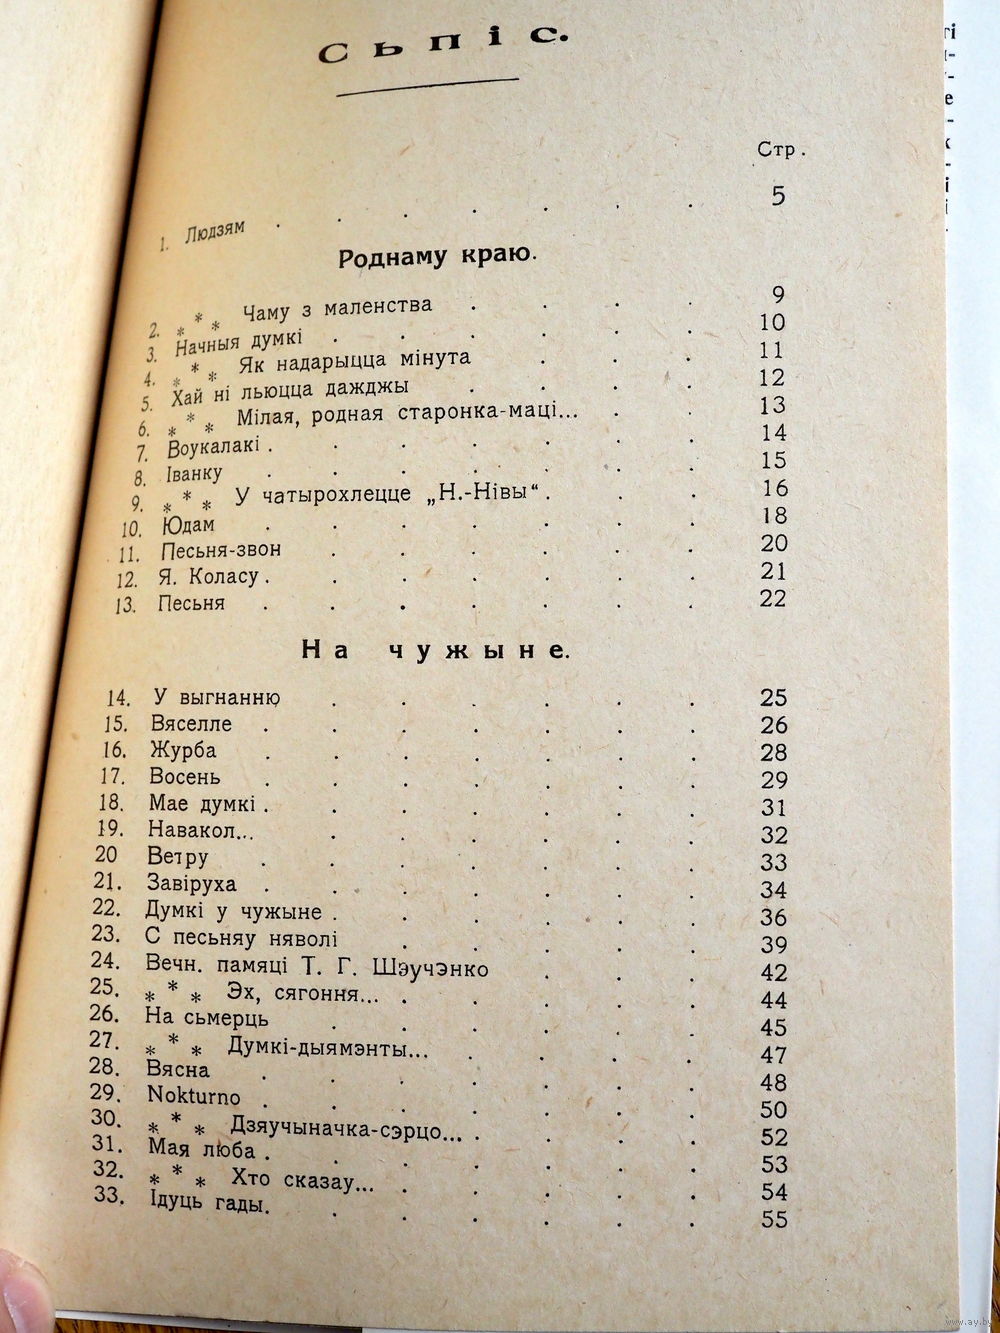 Сьпіс.
Стр.
1. Людзям . . . . . . . 5
Роднаму краю.
2. * * * Чаму з маленства . . . . 9
3. Начныя думкі . . . . . . 10
4. * * * Як надарыцца мінута . . . 11
5. Хай ні льюцца дажджы . . . . 12
6. * * * Мілая, родная старонка-маці... . . 13
7. Воукалакі . . . . . . . 14
8. Іванку . . . . . . . 15
9. * * * У чатырохлецце „Н.-Нівы“ . . . 16
10. Юдам . . . . . . . 18
11. Песьня-звон . . . . . . 20
12. Я. Коласу . . . . . . . 21
13. Песьня . . . . . . . 22
На чужыне.
14. У выгнанню . . . . . . 25
15. Вяселле . . . . . . . 26
16. Журба . . . . . . . 28
17. Восень . . . . . . . 29
18. Мае думкі . . . . . . . 31
19. Навакол... . . . . . . 32
20 Ветру . . . . . . . 33
21. Завіруха . . . . . . . 34
22. Думкі у чужыне . . . . . . 36
23. С песьняу няволі . . . . . 39
24. Вечн. памяці Т. Г. Шэучэнко . . . 42
25. * * * Эх, сягоння... . . . . . 44
26. На сьмерць . . . . . . 45
27. * * * Думкі-дыямэнты... . . . . 47
28. Вясна . . . . . . . 48
29. Nokturno . . . . . . . 50
30. * * * Дзяучыначка-сэрцо... . . . . 52
31. Мая люба . . . . . . . 53
32. * * * Хто сказау... . . . . . 54
33. Ідуць гады. . . . . . . 55
www.ay.by